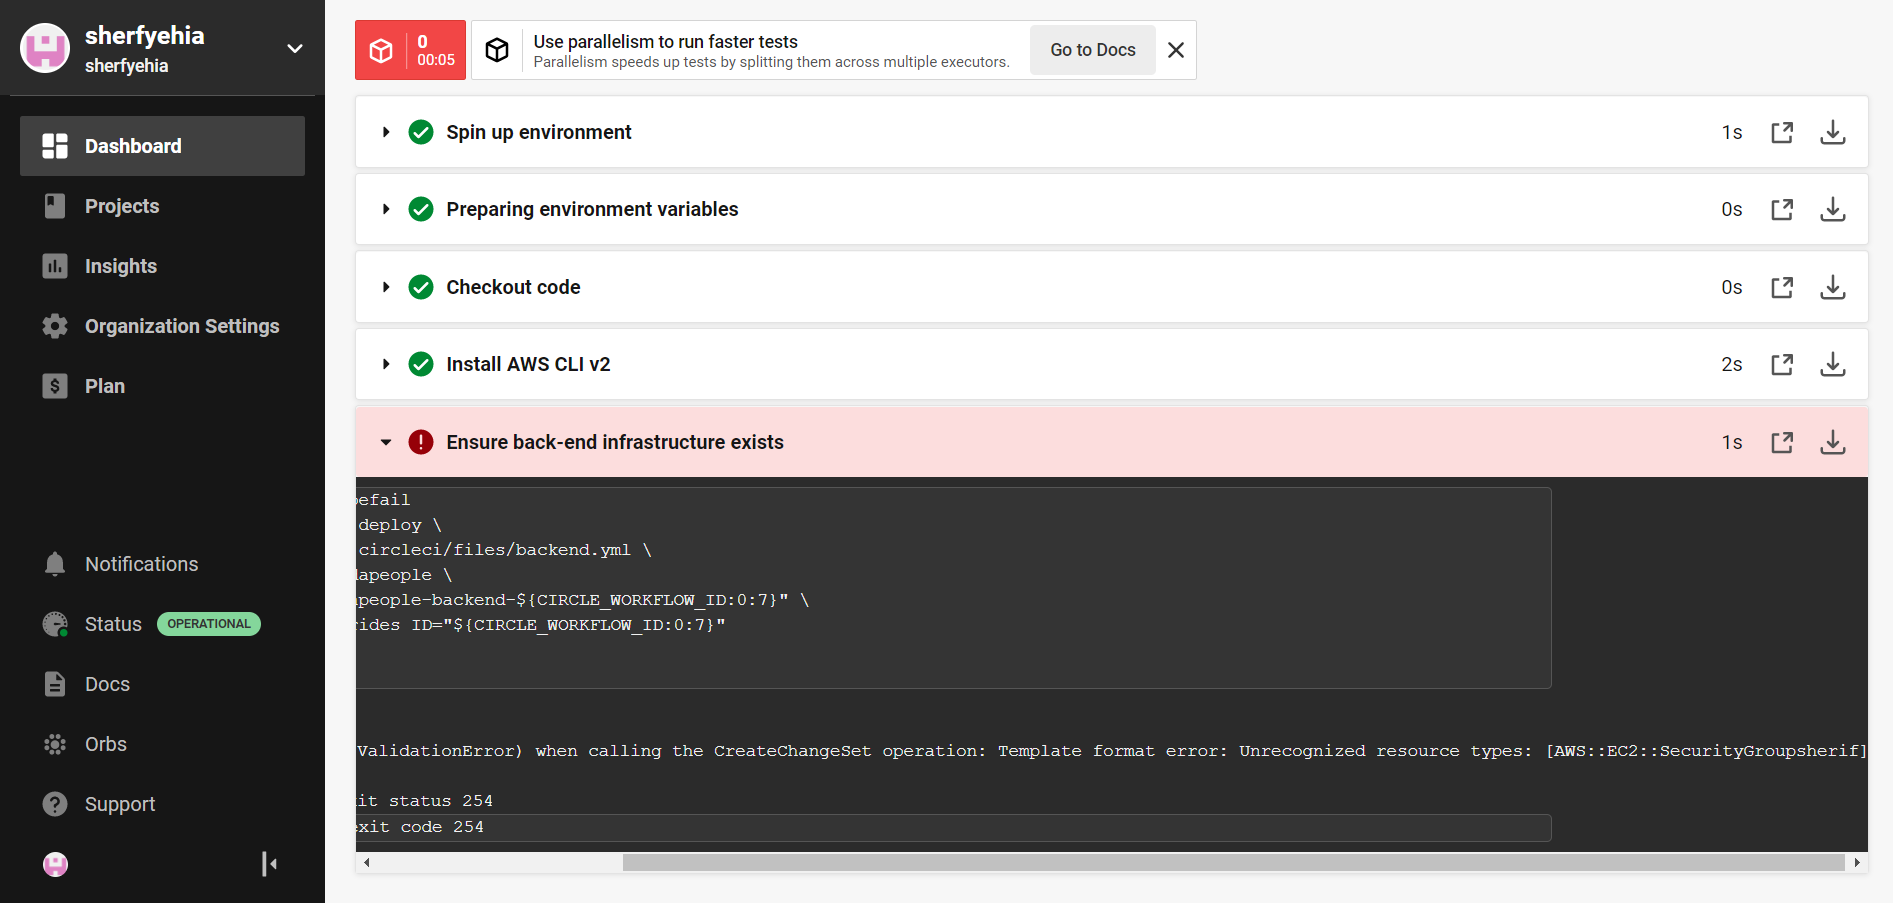 sherfyehia
sherfyehia
Dashboard
Projects
Insights
Organization Settings
Plan
Notifications
Status OPERATIONAL
Docs
Orbs
Support
0
00:05
Use parallelism to run faster tests
Parallelism speeds up tests by splitting them across multiple executors.
Go to Docs
Spin up environment 1s
Preparing environment variables 0s
Checkout code 0s
Install AWS CLI v2 2s
Ensure back-end infrastructure exists 1s
efail
deploy \
circleci/files/backend.yml \
apeople \
people-backend-${CIRCLE_WORKFLOW_ID:0:7}" \
rides ID="${CIRCLE_WORKFLOW_ID:0:7}"
ValidationError) when calling the CreateChangeSet operation: Template format error: Unrecognized resource types: [AWS::EC2::SecurityGroupsherif]
it status 254
exit code 254